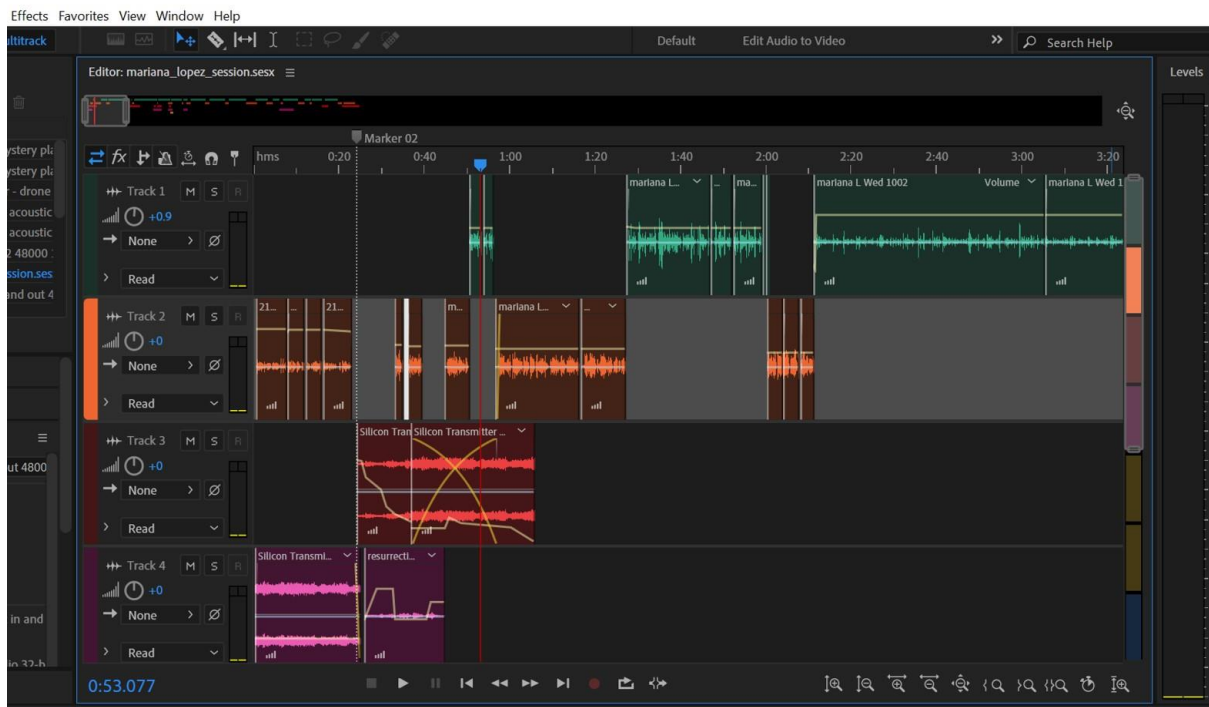 Effects Favorites View Window Help
ltitrack
Default Edit Audio to Video
Search Help
Editor: mariana_lopez_session.sesx
Levels
Marker 02
ystery pla
ystery pla
r - drone
acoustic
acoustic
2 48000
ssion.ses
and out 4
ut 4800
in and
io 32-b
hms 0:20 0:40 1:00 1:20 1:40 2:00 2:20 2:40 3:00 3:20
Track 1 M S R
+0.9
None
Read
mariana L... ... ma... mariana L Wed 1002 Volume mariana L Wed 1
Track 2 M S R
+0
None
Read
21... ... 21... m... mariana L... ...
Track 3 M S R
+0
None
Read
Silicon Tran Silicon Transmitter ...
Track 4 M S R
+0
None
Read
Silicon Transmi... resurrecti...
0:53.077